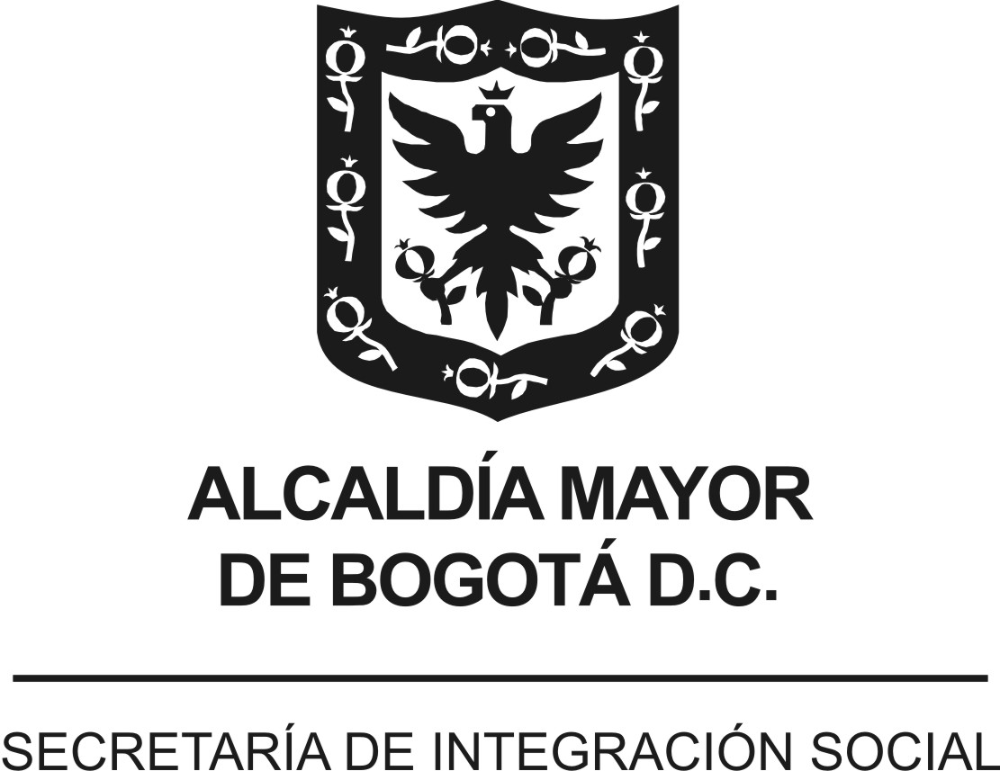 ALCALDÍA MAYOR
DE BOGOTÁ D.C.
SECRETARÍA DE INTEGRACIÓN SOCIAL